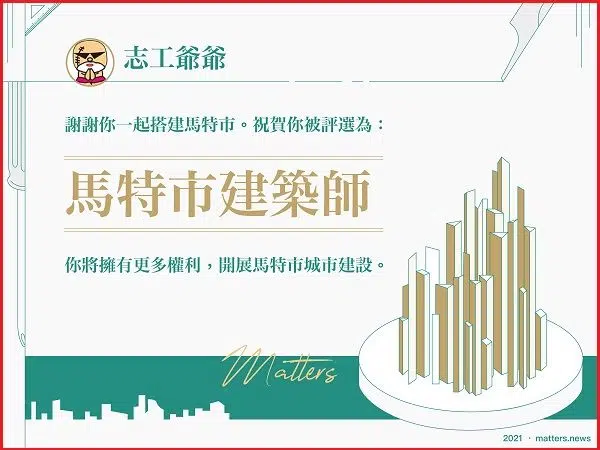 志工爺爺
謝謝你一起搭建馬特市。祝賀你被評選為：
馬特市建築師
你將擁有更多權利，開展馬特市城市建設。
Matters
2021 · matters.news